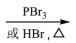 PBr₃
或 HBr , △